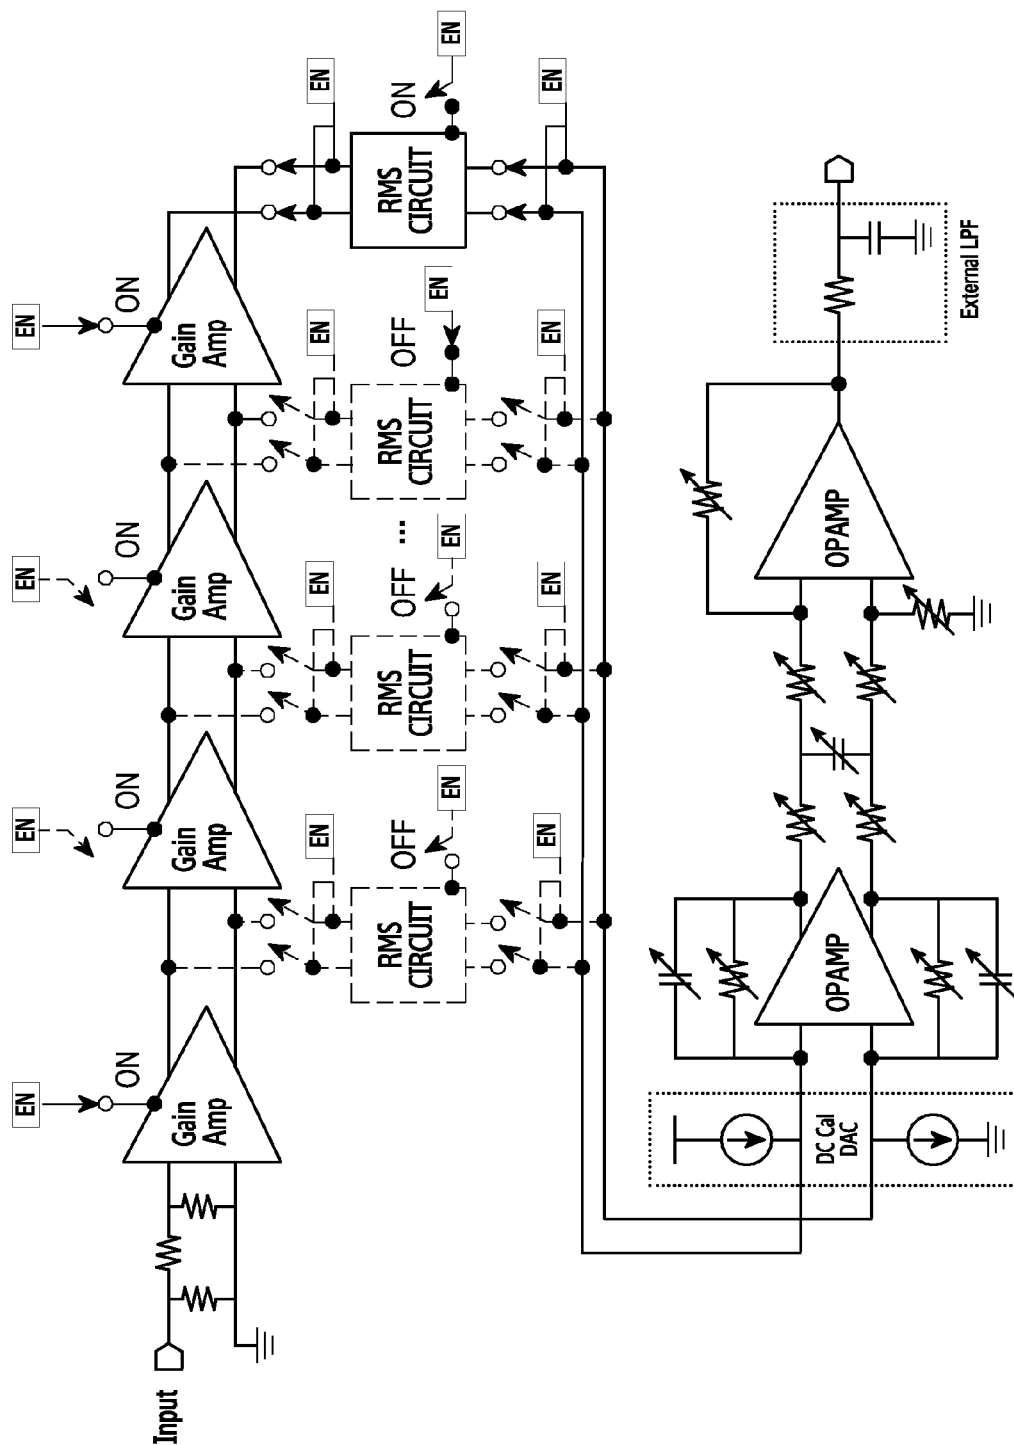 EN
EN
EN
EN
ON
ON
ON
ON
Input
Gain
Amp
Gain
Amp
Gain
Amp
Gain
Amp
EN
EN
EN
EN
RMS
CIRCUIT
RMS
CIRCUIT
...
RMS
CIRCUIT
RMS
CIRCUIT
OFF
OFF
OFF
ON
EN
EN
EN
EN
EN
EN
EN
EN
DC Cal
DAC
OPAMP
OPAMP
External LPF